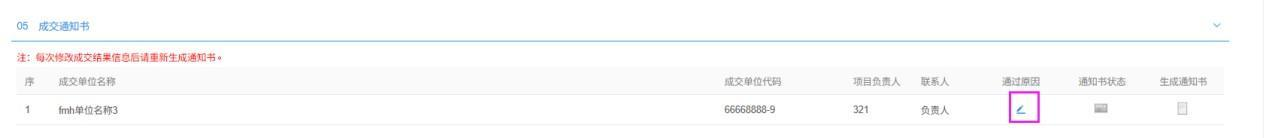 05 成交通知书
注：每次修改成交结果信息后请重新生成通知书。
序 成交单位名称 成交单位代码 项目负责人 联系人 通过原因 通知书状态 生成通知书
1 fmh单位名称3 66668888-9 321 负责人